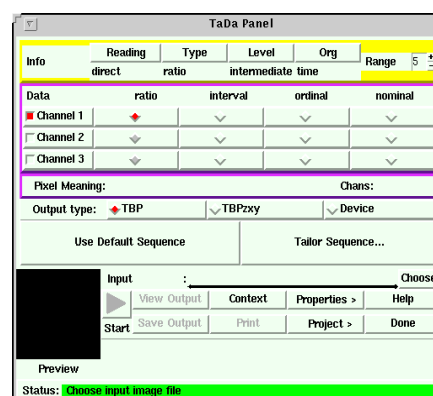 TaDa Panel
Info Reading Type Level Org Range 5
direct ratio intermediate time
Data ratio interval ordinal nominal
Channel 1
Channel 2
Channel 3
Pixel Meaning: Chans:
Output type: TBP TBPzxy Device
Use Default Sequence Tailor Sequence...
Input : Choose
View Output Context Properties > Help
Start Save Output Print Project > Done
Preview
Status: Choose input image file